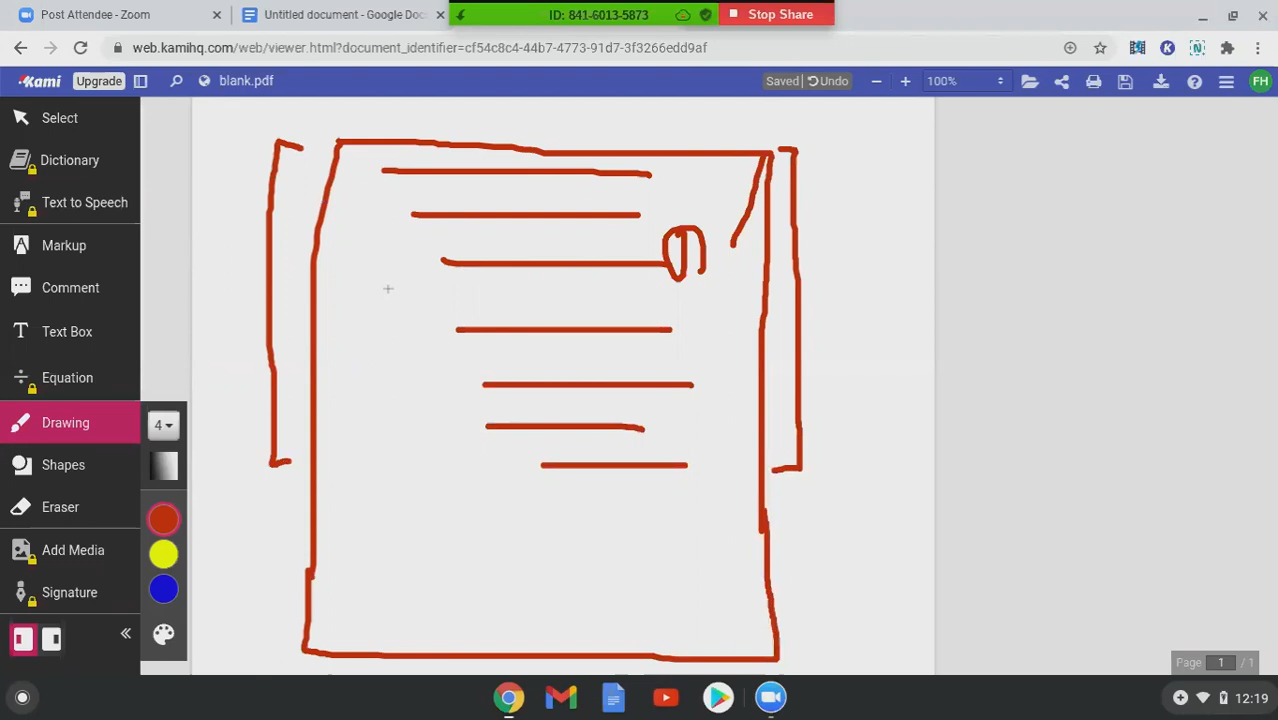 Post Attendee - Zoom
Untitled document - Google Doc
ID: 841-6013-5873
Stop Share
web.kamihq.com/web/viewer.html?document_identifier=cf54c8c4-44b7-4773-91d7-3f3266edd9af
Kami
Upgrade
blank.pdf
Saved
Undo
100%
FH
Select
Dictionary
Text to Speech
Markup
Comment
Text Box
Equation
Drawing
4
Shapes
Eraser
Add Media
Signature
Page 1 / 1
12:19